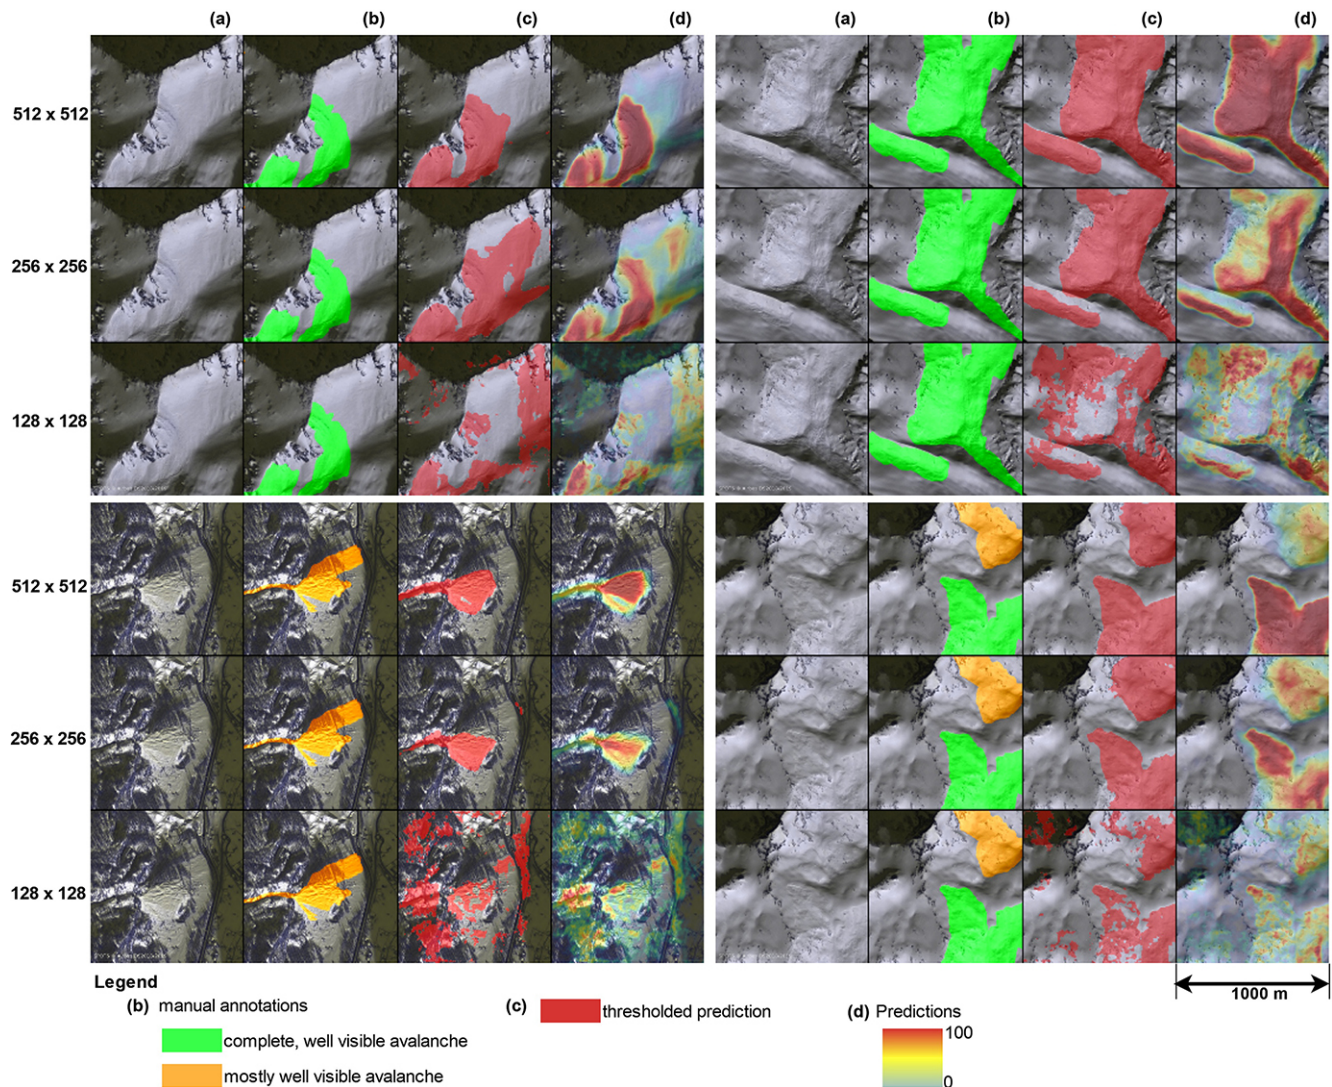 (a) (b) (c) (d) (a) (b) (c) (d)
512 x 512
256 x 256
128 x 128
512 x 512
256 x 256
128 x 128
1000 m
Legend
(b) manual annotations
(c) thresholded prediction
(d) Predictions
100
0
complete, well visible avalanche
mostly well visible avalanche